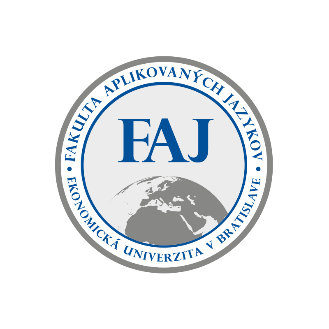 • FAKULTA APLIKOVANÝCH JAZYKOV •
FAJ
EKONOMICKÁ UNIVERZITA V BRATISLAVE